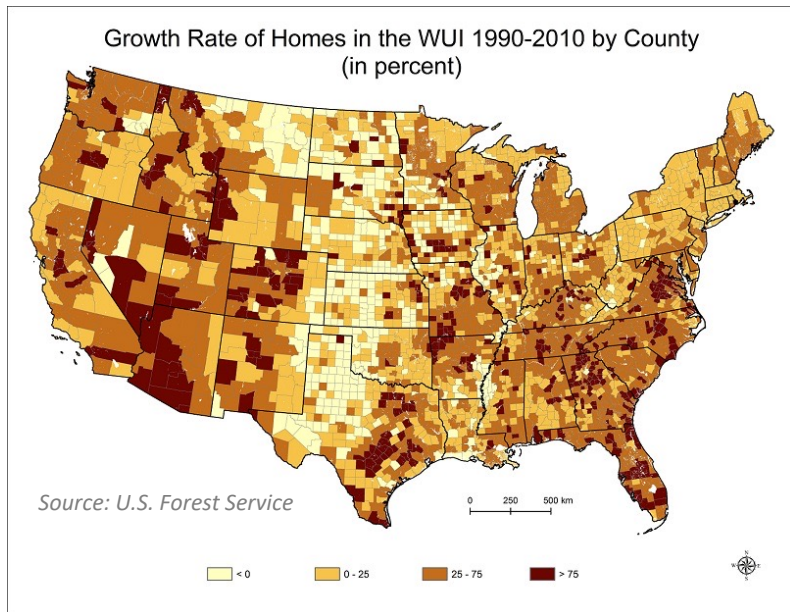 Growth Rate of Homes in the WUI 1990-2010 by County
(in percent)
Source: U.S. Forest Service
0 250 500 km
< 0 0 - 25 25 - 75 > 75
N
W E
S